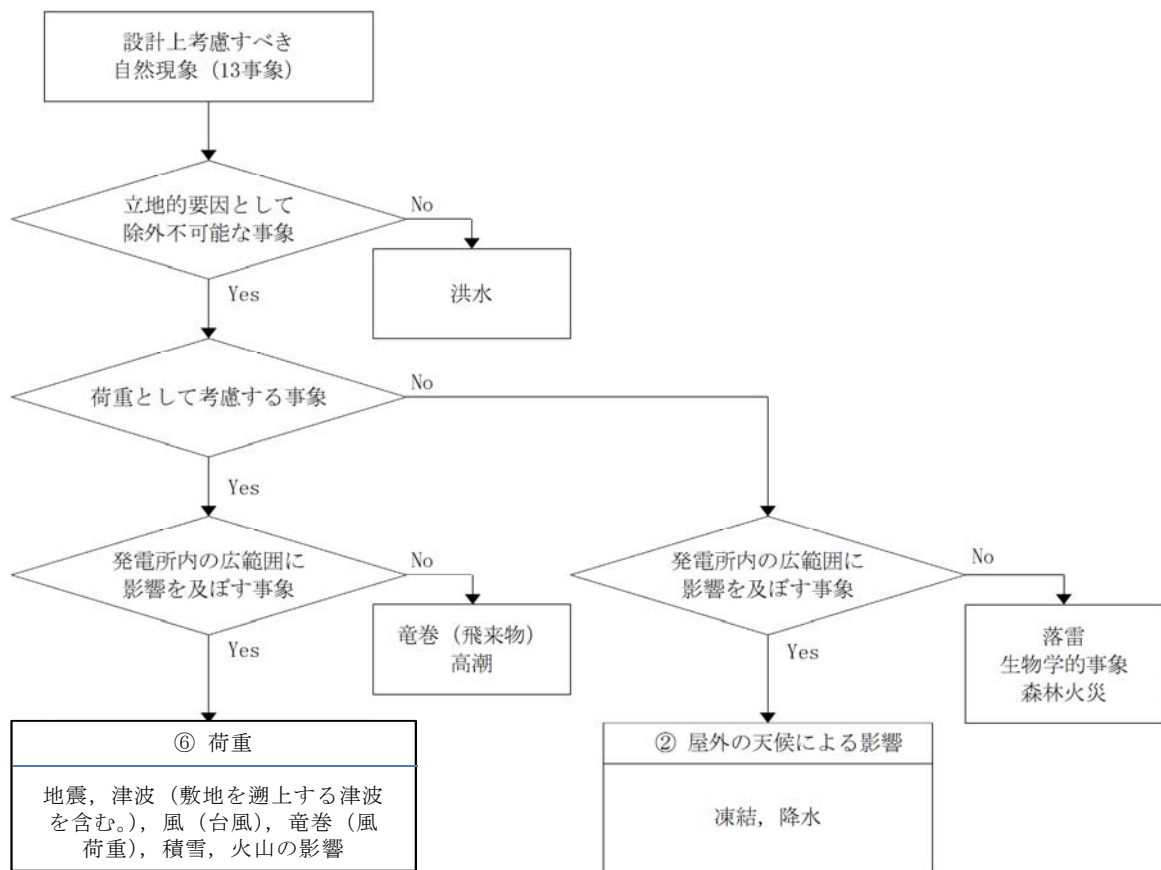 設計上考慮すべき
自然現象（13事象）
立地的要因として
除外不可能な事象
No
洪水
Yes
荷重として考慮する事象
No
Yes
発電所内の広範囲に
影響を及ぼす事象
No
竜巻（飛来物）
高潮
Yes
発電所内の広範囲に
影響を及ぼす事象
No
落雷
生物学的事象
森林火災
Yes
⑥ 荷重
地震，津波（敷地を遡上する津波
を含む。），風（台風），竜巻（風
荷重），積雪，火山の影響
② 屋外の天候による影響
凍結，降水